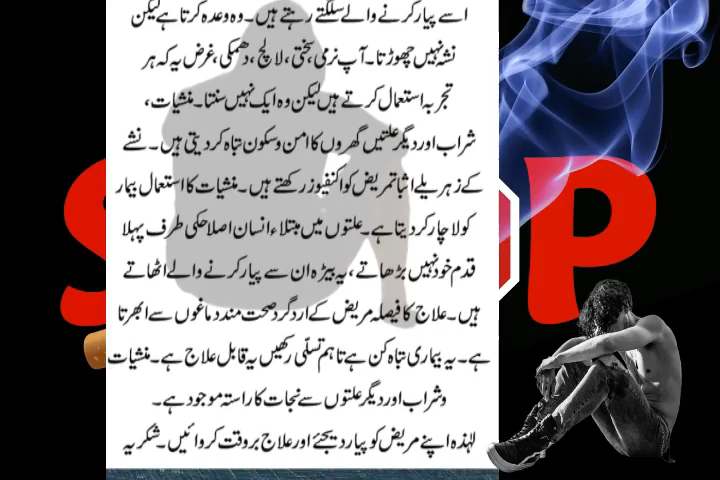 اسے پیار کرنے والے سلگتے رہتے ہیں۔ وہ وعدہ کرتا ہے لیکن
نشہ نہیں چھوڑتا۔ آپ نرمی، سختی، لالچ، دھمکی، غرض یہ کہ ہر
تجربہ استعمال کرتے ہیں لیکن وہ ایک نہیں سنتا۔ منشیات،
شراب اور دیگر علتیں گھروں کا امن و سکون تباہ کر دیتی ہیں۔ نشے
کے زہریلے اثبات مریض کو اکنفیوز رکھتے ہیں۔ منشیات کا استعمال بیمار
کو لاچار کر دیتا ہے۔ علتوں میں مبتلاء انسان اصلاح کی طرف پہلا
قدم خود نہیں بڑھاتے، یہ بیڑہ ان سے پیار کرنے والے اٹھاتے
ہیں۔ علاج کا فیصلہ مریض کے ارد گرد صحت مند دماغوں سے ابھرتا
ہے۔ یہ بیماری تباہ کن ہے تاہم تسلّی رکھیں یہ قابل علاج ہے۔ منشیات
و شراب اور دیگر علتوں سے نجات کا راستہ موجود ہے۔
لہٰذہ اپنے مریض کو پیار دیجئے اور علاج بروقت کروائیں۔ شکریہ
S P